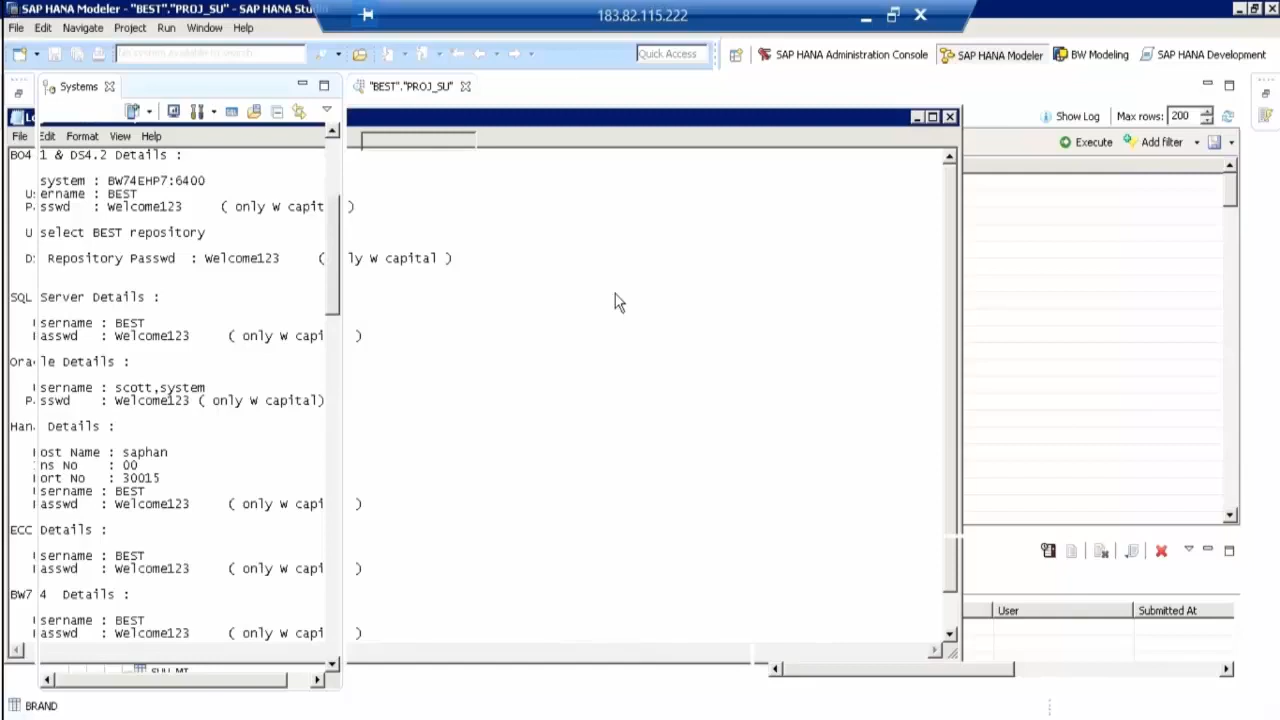 SAP HANA Modeler - "BEST"."PROJ_SU" - SAP HANA
183.82.115.222
File Edit Navigate Project Run Window Help
Quick Access
SAP HANA Administration Console
SAP HANA Modeler
BW Modeling
SAP HANA Development
Systems
"BEST"."PROJ_SU"
Show Log
Max rows: 200
File Edit Format View Help
Execute
Add filter
1 & DS4.2 Details :
system : BW74EHP7:6400
ername : BEST
Passwd : Welcome123 ( only W capit )
select BEST repository
Repository Passwd : Welcome123 ( ly W capital )
SQL Server Details :
sername : BEST
asswd : Welcome123 ( only W capi )
Oracle Details :
sername : scott,system
Passwd : Welcome123 ( only W capital)
Han Details :
ost Name : saphan
ns No : 00
ort No : 30015
sername : BEST
asswd : Welcome123 ( only W capi )
ECC Details :
sername : BEST
asswd : Welcome123 ( only W capi )
BW7 4 Details :
sername : BEST
asswd : Welcome123 ( only W capi )
User
Submitted At
BRAND